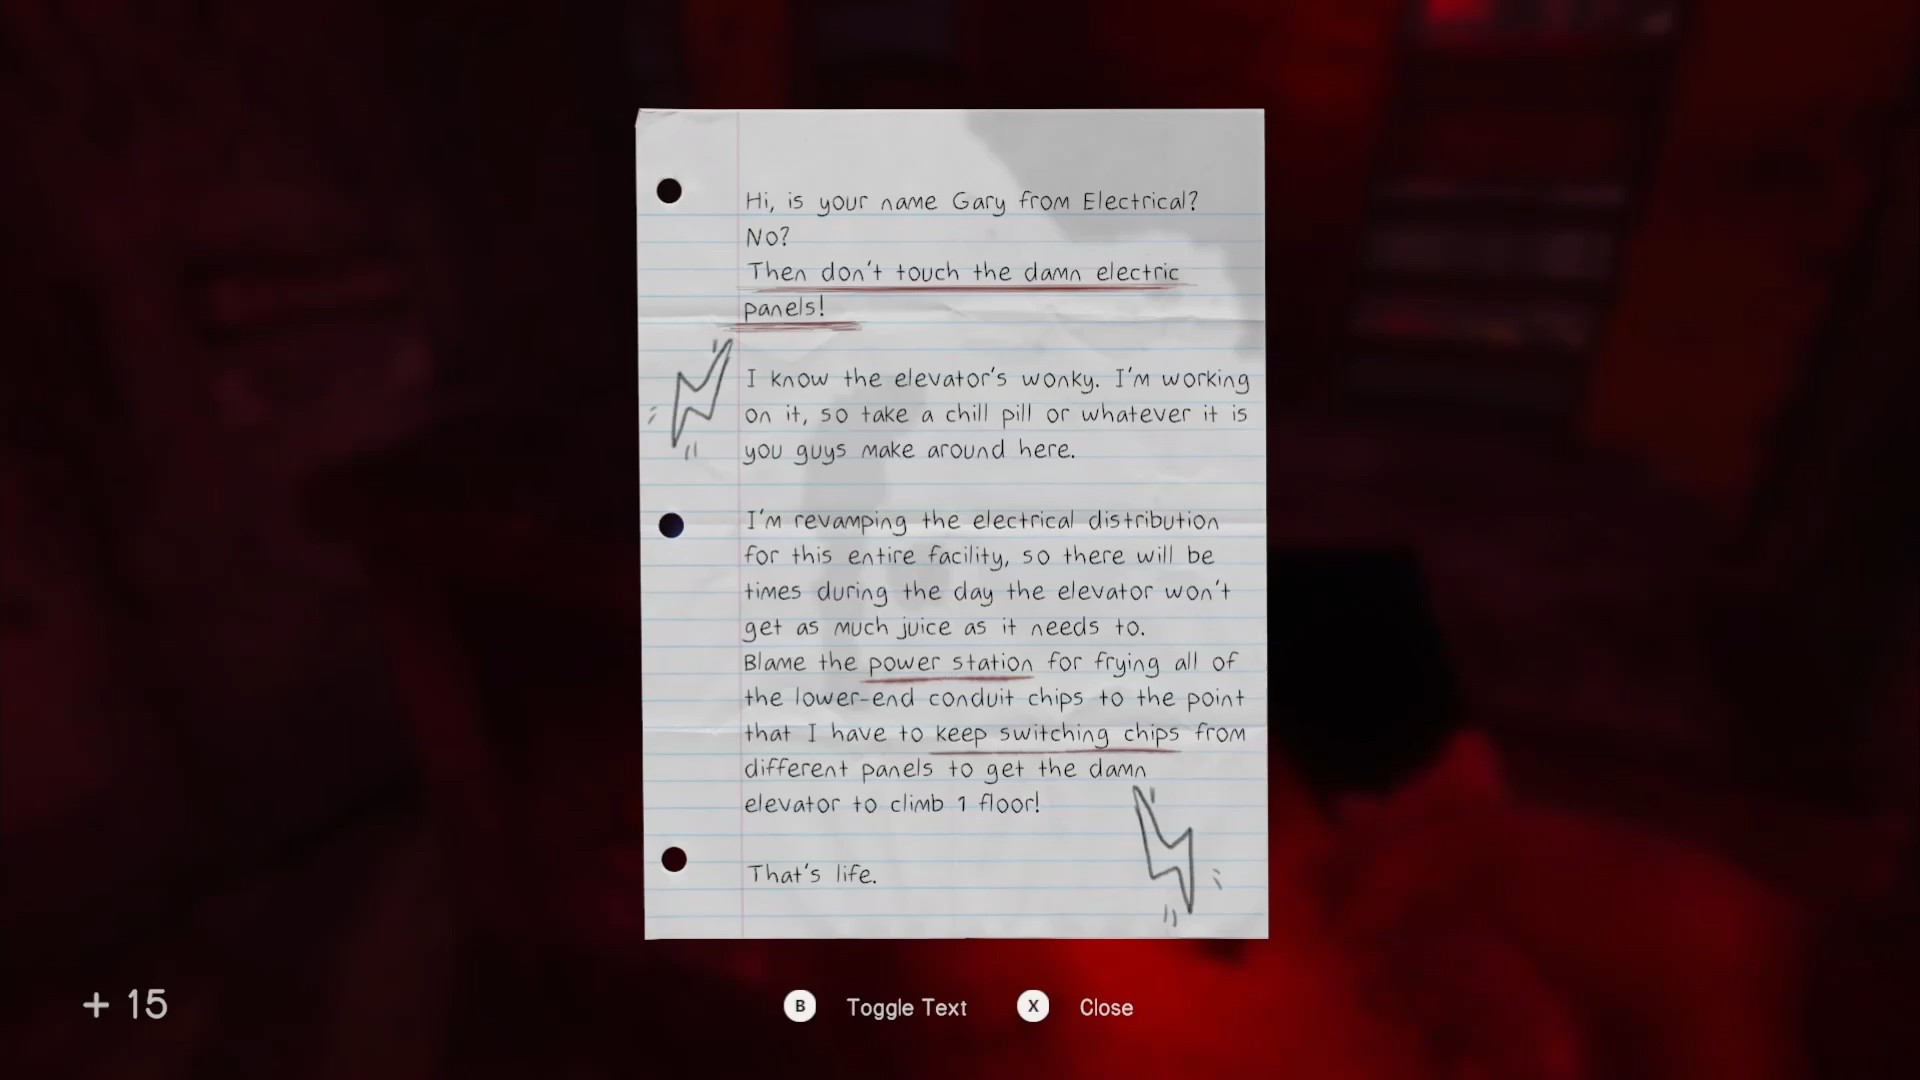 Hi, is your name Gary from Electrical?
No?
Then don't touch the damn electric
panels!
I know the elevator's wonky. I'm working
on it, so take a chill pill or whatever it is
you guys make around here.
I'm revamping the electrical distribution
for this entire facility, so there will be
times during the day the elevator won't
get as much juice as it needs to.
Blame the power station for frying all of
the lower-end conduit chips to the point
that I have to keep switching chips from
different panels to get the damn
elevator to climb 1 floor!
That's life.
+ 15
B Toggle Text X Close